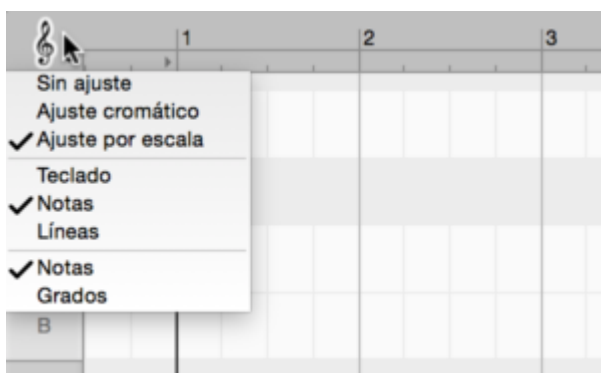 1 2 3
Sin ajuste
Ajuste cromático
Ajuste por escala
Teclado
Notas
Líneas
Notas
Grados
B